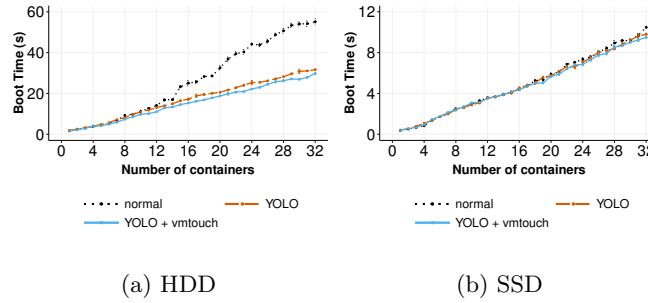 60
40
20
0
Boot Time (s)
0 4 8 12 16 20 24 28 32
Number of containers
normal YOLO
YOLO + vmtouch
(a) HDD
12
8
4
0
Boot Time (s)
0 4 8 12 16 20 24 28 32
Number of containers
normal YOLO
YOLO + vmtouch
(b) SSD